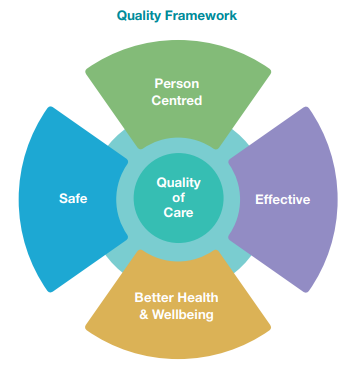 Quality Framework
Person
Centred
Safe
Quality
of
Care
Effective
Better Health
& Wellbeing